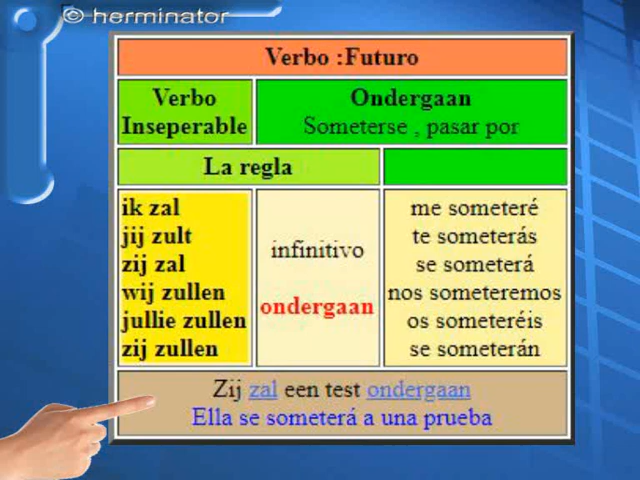 © herminator
Verbo :Futuro
Verbo
Inseperable
Ondergaan
Someterse , pasar por
La regla
ik zal
jij zult
zij zal
wij zullen
jullie zullen
zij zullen
infínitivo
ondergaan
me someteré
te someterás
se someterá
nos someteremos
os someteréis
se someterán
Zij zal een test ondergaan
Ella se someterá a una prueba